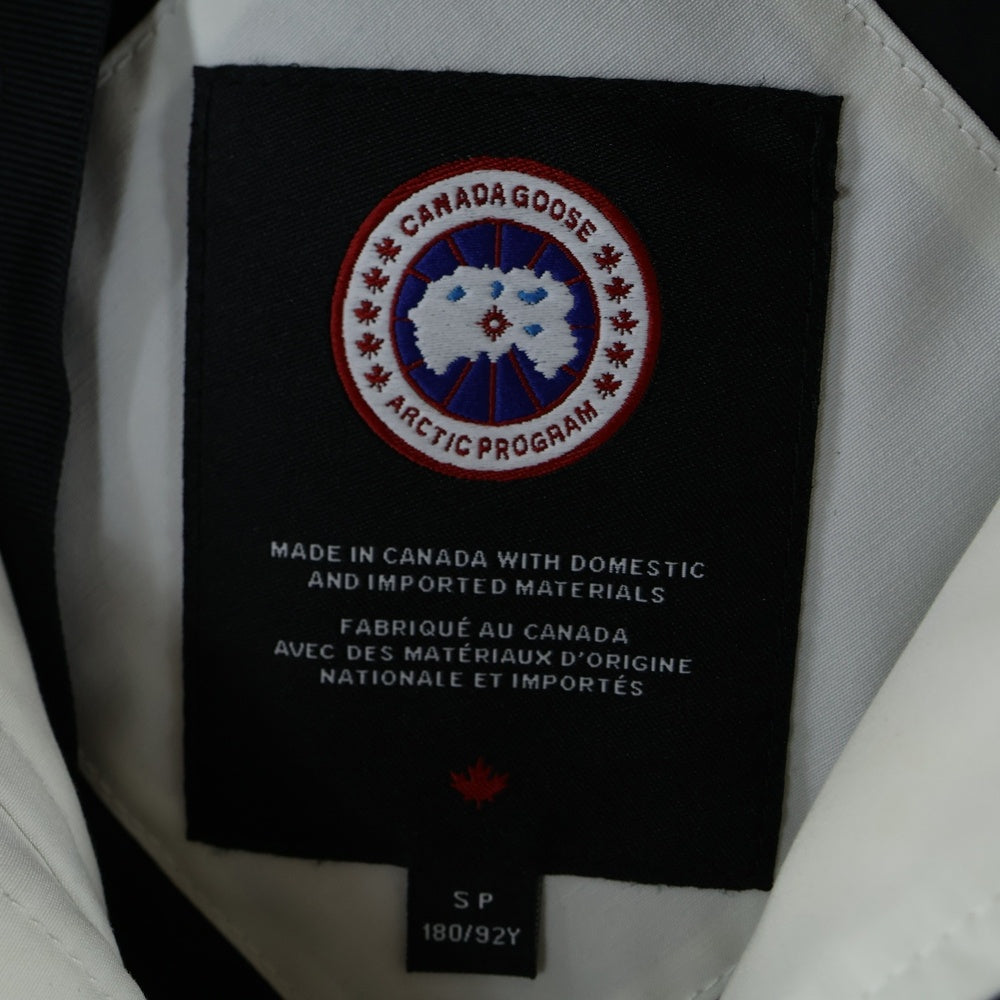 CANADA GOOSE
ARCTIC PROGRAM
MADE IN CANADA WITH DOMESTIC
AND IMPORTED MATERIALS
FABRIQUÉ AU CANADA
AVEC DES MATÉRIAUX D'ORIGINE
NATIONALE ET IMPORTÉS
S P
180/92Y